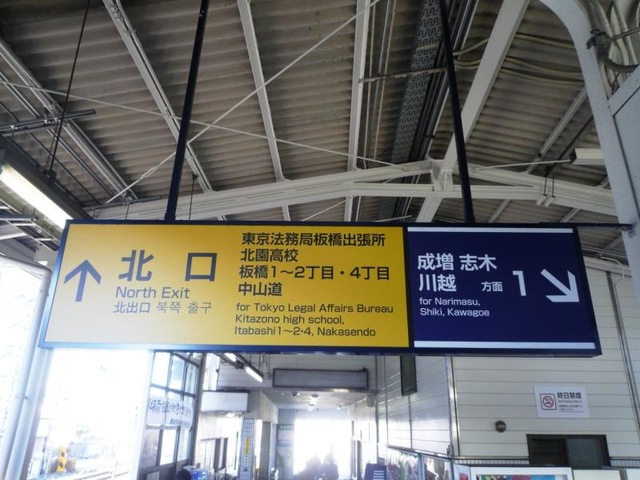 北口
North Exit
北出口 북쪽 출구
東京法務局板橋出張所
北園高校
板橋1～2丁目・4丁目
中山道
for Tokyo Legal Affairs Bureau
Kitazono high school,
Itabashi1～2･4, Nakasendo
成増 志木
川越 方面
for Narimasu,
Shiki, Kawagoe
1
終日禁煙